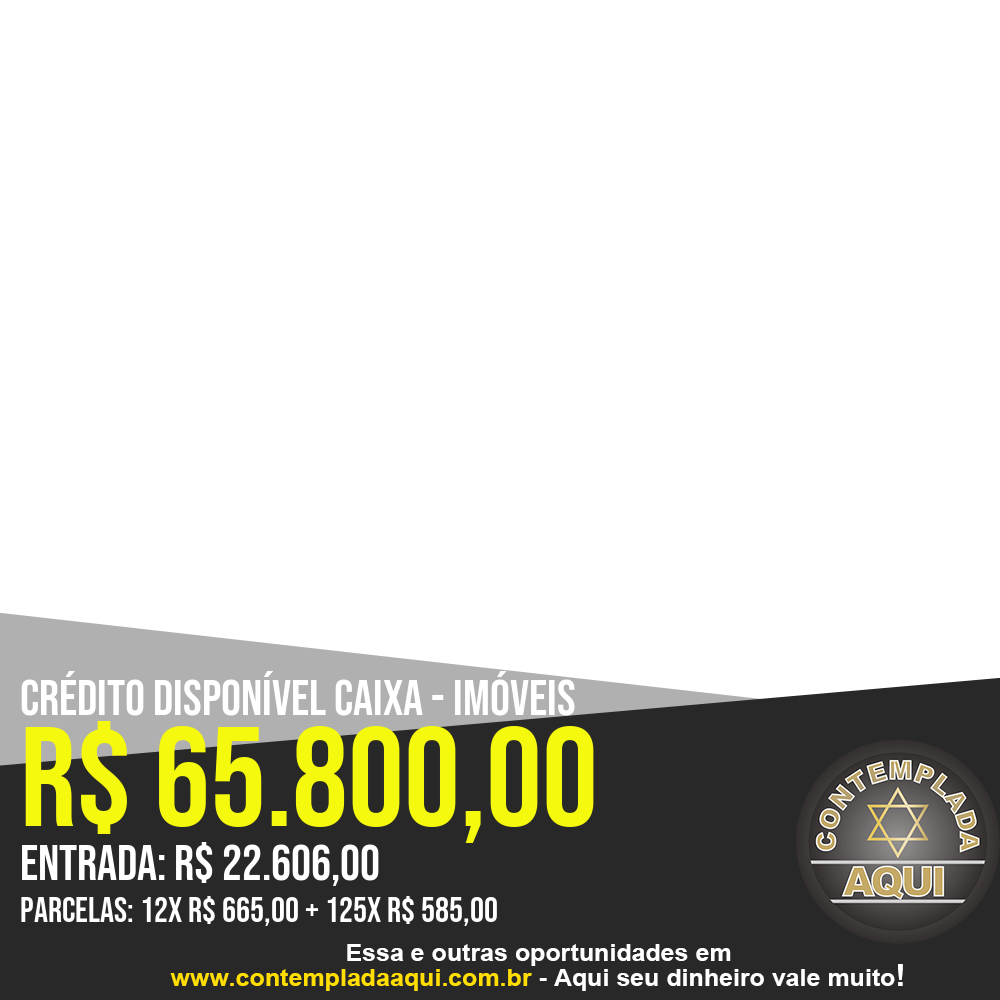 CRÉDITO DISPONÍVEL CAIXA - IMÓVEIS
R$ 65.800,00
ENTRADA: R$ 22.606,00
PARCELAS: 12X R$ 665,00 + 125X R$ 585,00
CONTEMPLADA
AQUI
Essa e outras oportunidades em
www.contempladaaqui.com.br - Aqui seu dinheiro vale muito!